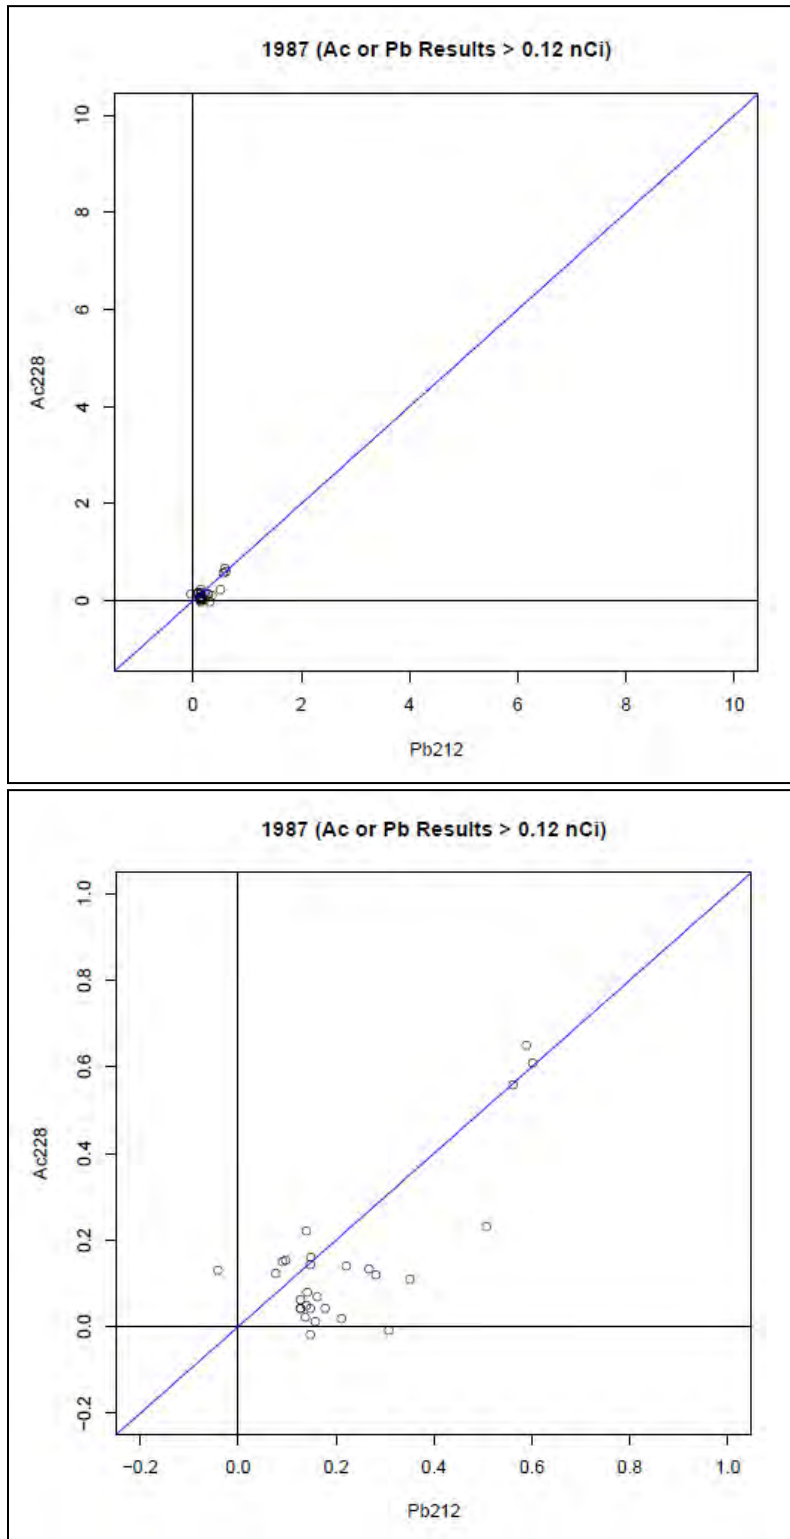 1987 (Ac or Pb Results > 0.12 nCi)
10
8
6
4
2
0
Ac228
0 2 4 6 8 10
Pb212
1987 (Ac or Pb Results > 0.12 nCi)
1.0
0.8
0.6
0.4
0.2
0.0
−0.2
Ac228
−0.2 0.0 0.2 0.4 0.6 0.8 1.0
Pb212